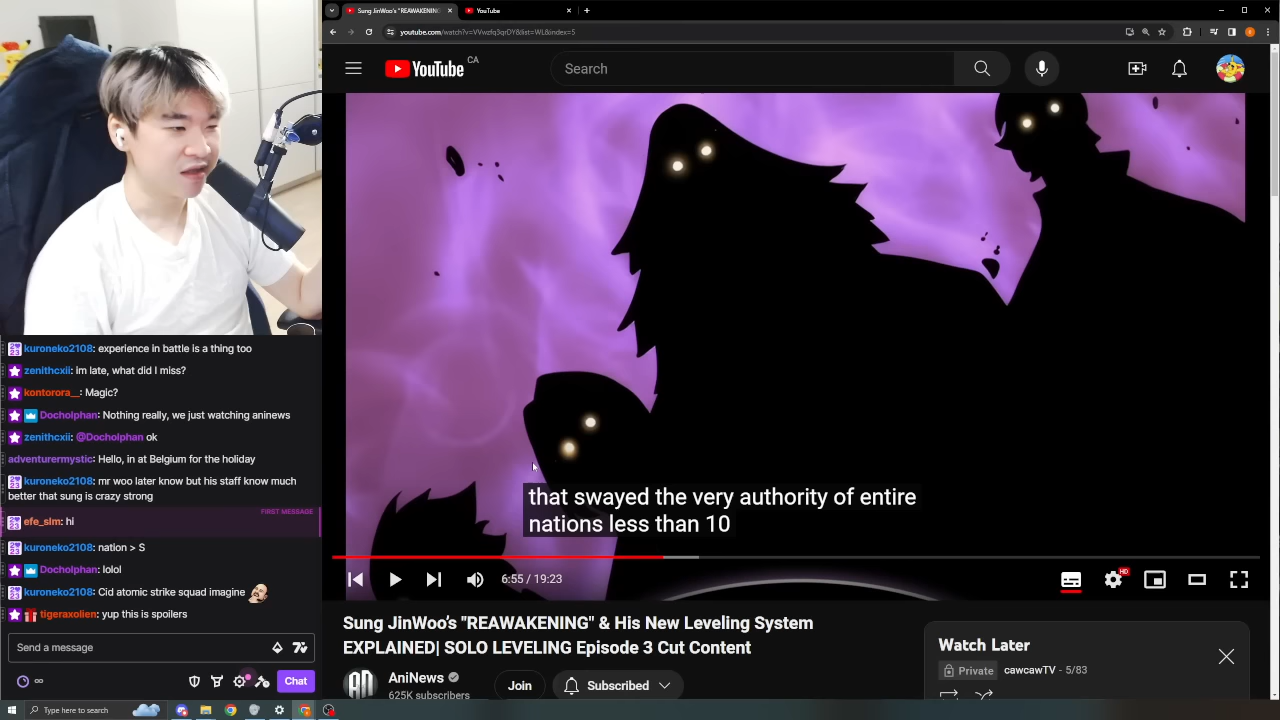 Sung JinWoo's "REAWAKENING"
YouTube
youtube.com/watch?v=VVwzfq3qrDY&list=WL&index=5
YouTube CA
Search
that swayed the very authority of entire
nations less than 10
6:55 / 19:23
HD
Sung JinWoo's "REAWAKENING" & His New Leveling System
EXPLAINED| SOLO LEVELING Episode 3 Cut Content
AniNews
625K subscribers
Join
Subscribed
Watch Later
Private cawcawTV - 5/83
kuroneko2108: experience in battle is a thing too
zenithcxii: im late, what did I miss?
kontorora__: Magic?
Docholphan: Nothing really, we just watching aninews
zenithcxii: @Docholphan ok
adventurermystic: Hello, in at Belgium for the holiday
kuroneko2108: mr woo later know but his staff know much
better that sung is crazy strong
FIRST MESSAGE
efe_slm: hi
kuroneko2108: nation > S
Docholphan: lolol
kuroneko2108: Cid atomic strike squad imagine
tigeraxolien: yup this is spoilers
Send a message
Chat
Type here to search